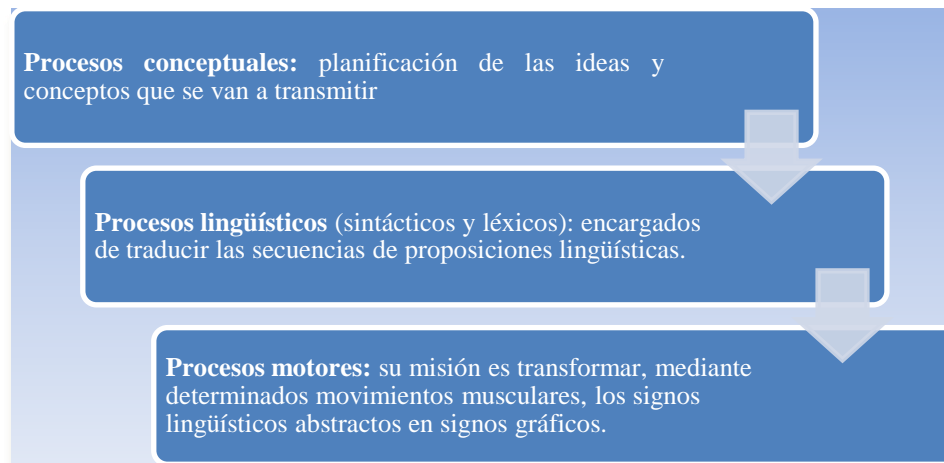 Procesos conceptuales: planificación de las ideas y
conceptos que se van a transmitir
Procesos lingüísticos (sintácticos y léxicos): encargados
de traducir las secuencias de proposiciones lingüísticas.
Procesos motores: su misión es transformar, mediante
determinados movimientos musculares, los signos
lingüísticos abstractos en signos gráficos.